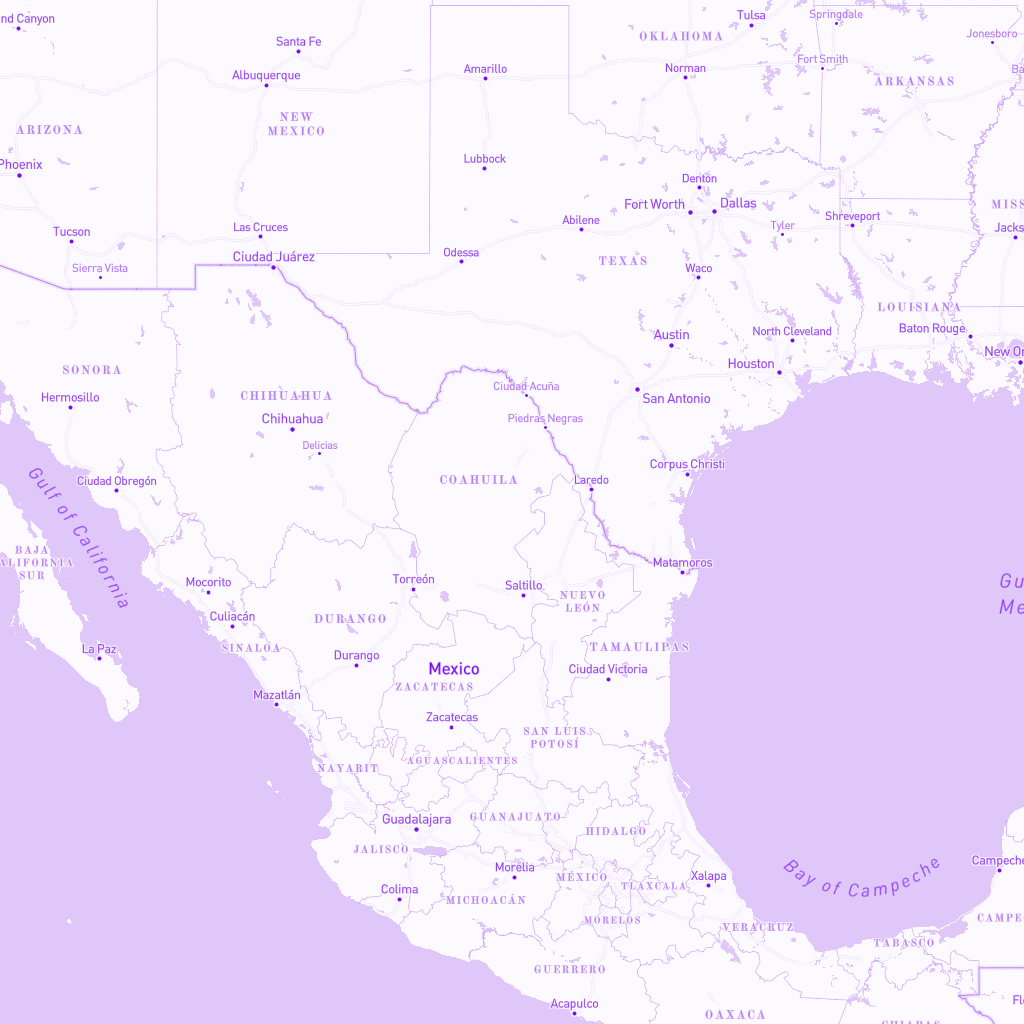 nd Canyon
Santa Fe
Albuquerque
Amarillo
OKLAHOMA
Tulsa
Springdale
Jonesboro
Norman
Fort Smith
ARKANSAS
ARIZONA
NEW
MEXICO
Phoenix
Lubbock
Denton
Fort Worth
Dallas
Abilene
Tyler
Shreveport
Las Cruces
Tucson
Ciudad Juárez
Odessa
TEXAS
Waco
Sierra Vista
LOUISIANA
Baton Rouge
North Cleveland
Austin
Houston
San Antonio
SONORA
Hermosillo
CHIHUAHUA
Chihuahua
Delicias
Ciudad Acuña
Piedras Negras
COAHUILA
Laredo
Corpus Christi
Ciudad Obregón
Gulf of California
BAJA
ALIFORNIA
SUR
Mocorito
Culiacán
SINALOA
La Paz
Torreón
Saltillo
NUEVO
LEÓN
Matamoros
DURANGO
Durango
Mexico
TAMAULIPAS
Ciudad Victoria
ZACATECAS
Mazatlán
Zacatecas
SAN LUIS
POTOSÍ
NAYARIT
AGUASCALIENTES
Guadalajara
GUANAJUATO
HIDALGO
JALISCO
Morelia
MÉXICO
Xalapa
TLAXCALA
Colima
MICHOACÁN
MORELOS
VERACRUZ
Bay of Campeche
Campeche
CAMPE
TABASCO
GUERRERO
Acapulco
OAXACA
CHIAPAS
MISS
Jacks
New Or
Gu
Me
Ba
Flo